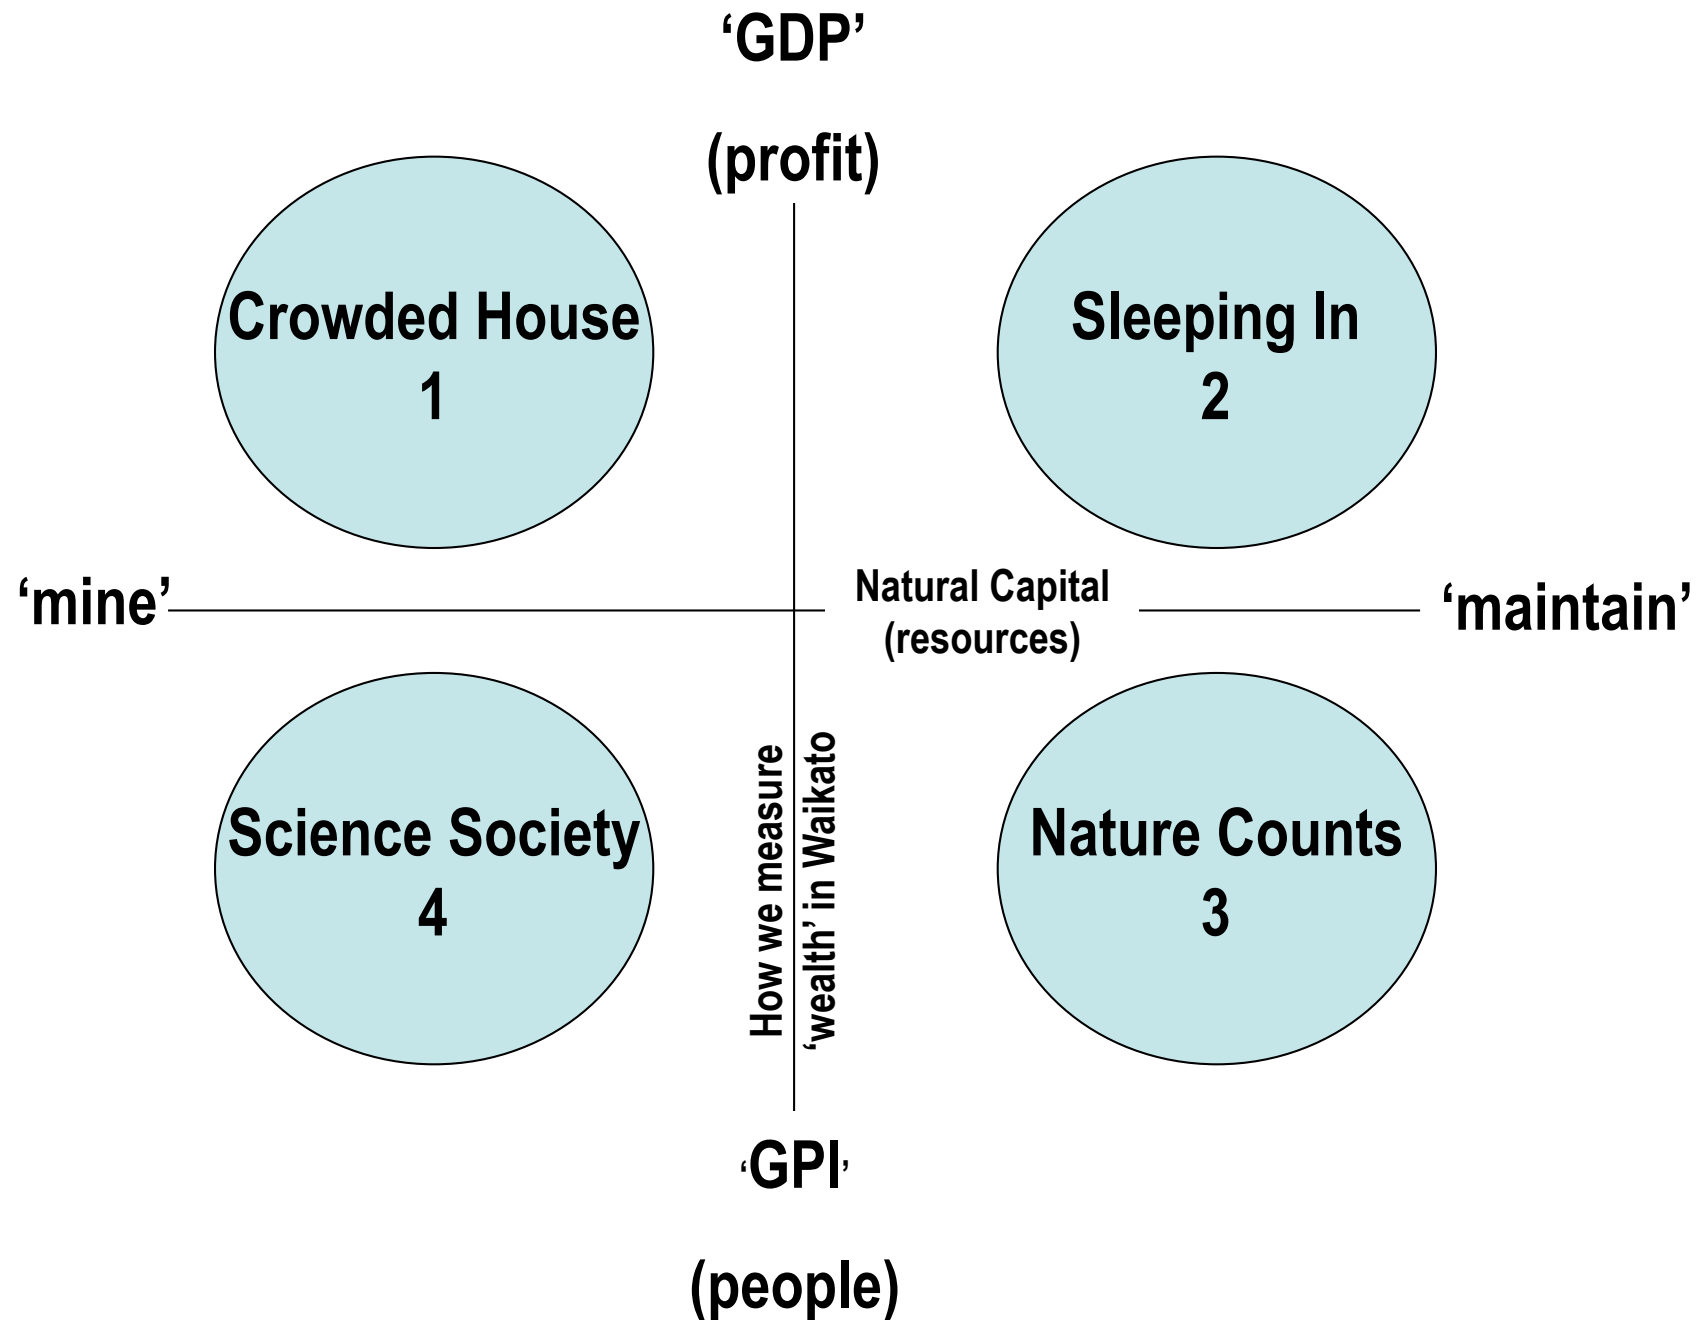 ‘GDP’
(profit)
Crowded House
1
Sleeping In
2
‘mine’
Natural Capital
(resources)
‘maintain’
How we measure
‘wealth’ in Waikato
Science Society
4
Nature Counts
3
‘GPI’
(people)